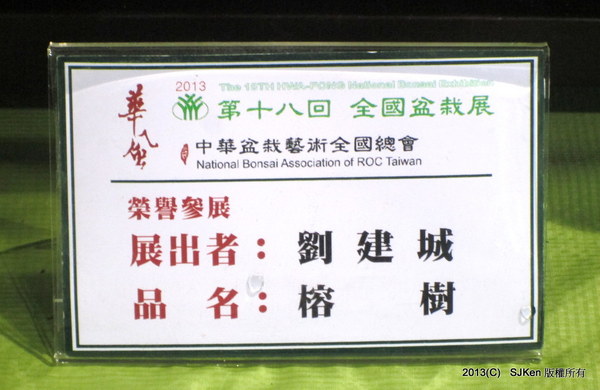 2013
The 18TH HWA-FONG National Bonsai Exhibition
華風
第十八回 全國盆栽展
中華盆栽藝術全國總會
National Bonsai Association of ROC Taiwan
榮譽參展
展出者：劉建城
品名：榕樹
2013(C) SJKen 版權所有